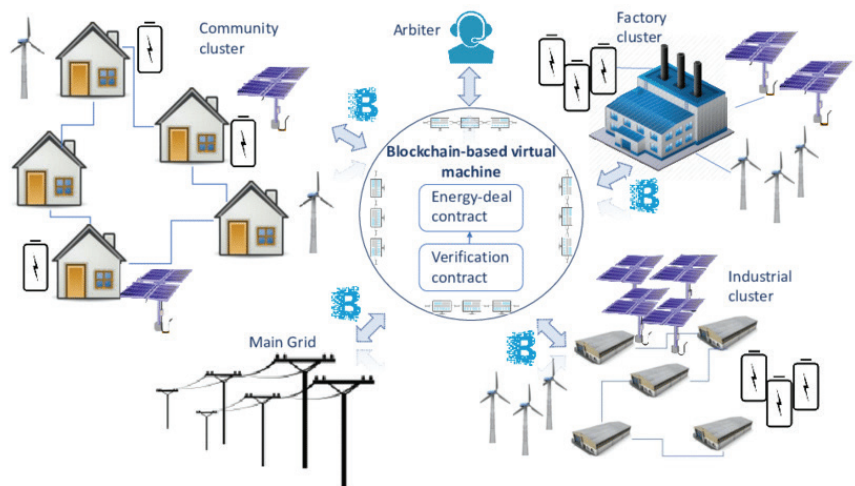 Community
cluster
Arbiter
Factory
cluster
Blockchain-based virtual
machine
Energy-deal
contract
Verification
contract
Industrial
cluster
Main Grid